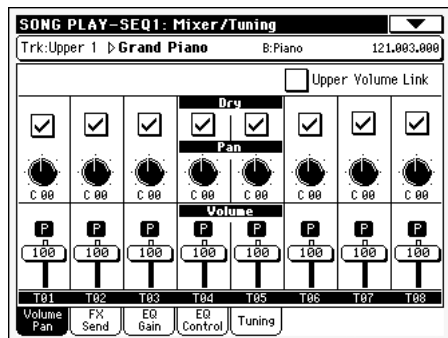 SONG PLAY-SEQ1: Mixer/Tuning
Trk:Upper 1 Grand Piano B:Piano 121.003.000
Upper Volume Link
Dry
Pan
C 00 C 00 C 00 C 00 C 00 C 00 C 00 C 00
Volume
P P P P P P P P
100 100 100 100 100 100 100 100
T01 T02 T03 T04 T05 T06 T07 T08
Volume Pan FX Send EQ Gain EQ Control Tuning